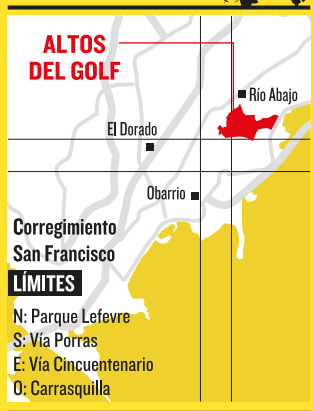 ALTOS
DEL GOLF
Río Abajo
El Dorado
Obarrio
Corregimiento
San Francisco
LÍMITES
N: Parque Lefevre
S: Vía Porras
E: Vía Cincuentenario
O: Carrasquilla